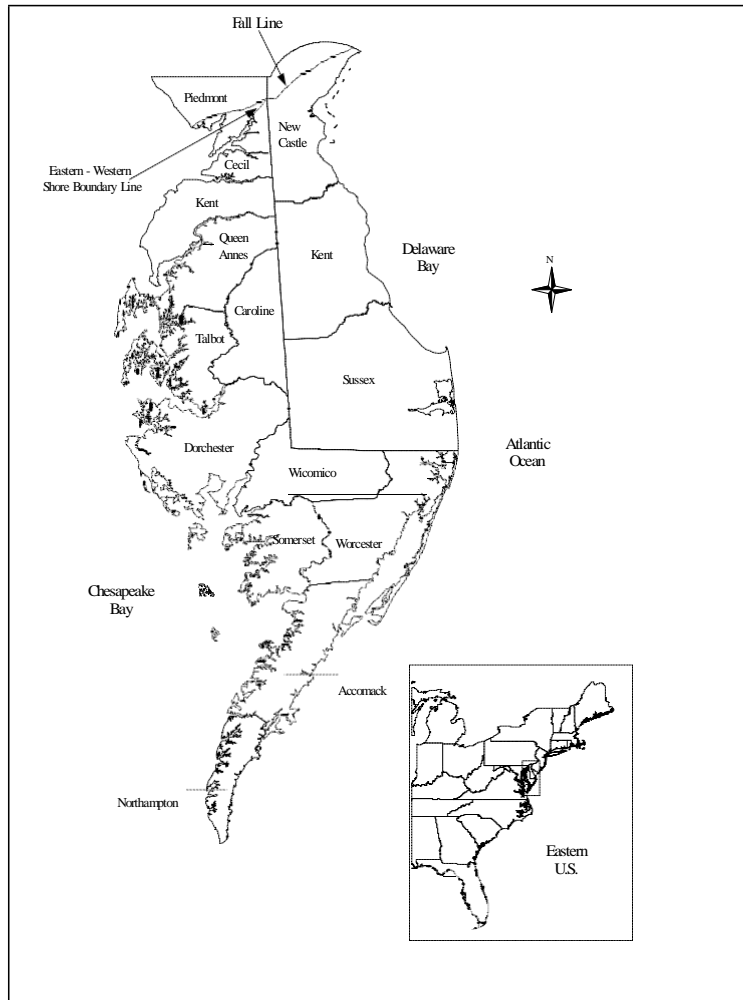 Fall Line
Piedmont
New
Castle
Eastern - Western
Shore Boundary Line
Cecil
Kent
Queen
Annes
Kent
Delaware
Bay
N
Caroline
Talbot
Sussex
Dorchester
Atlantic
Ocean
Wicomico
Somerset
Worcester
Chesapeake
Bay
Accomack
Northampton
Eastern
U.S.